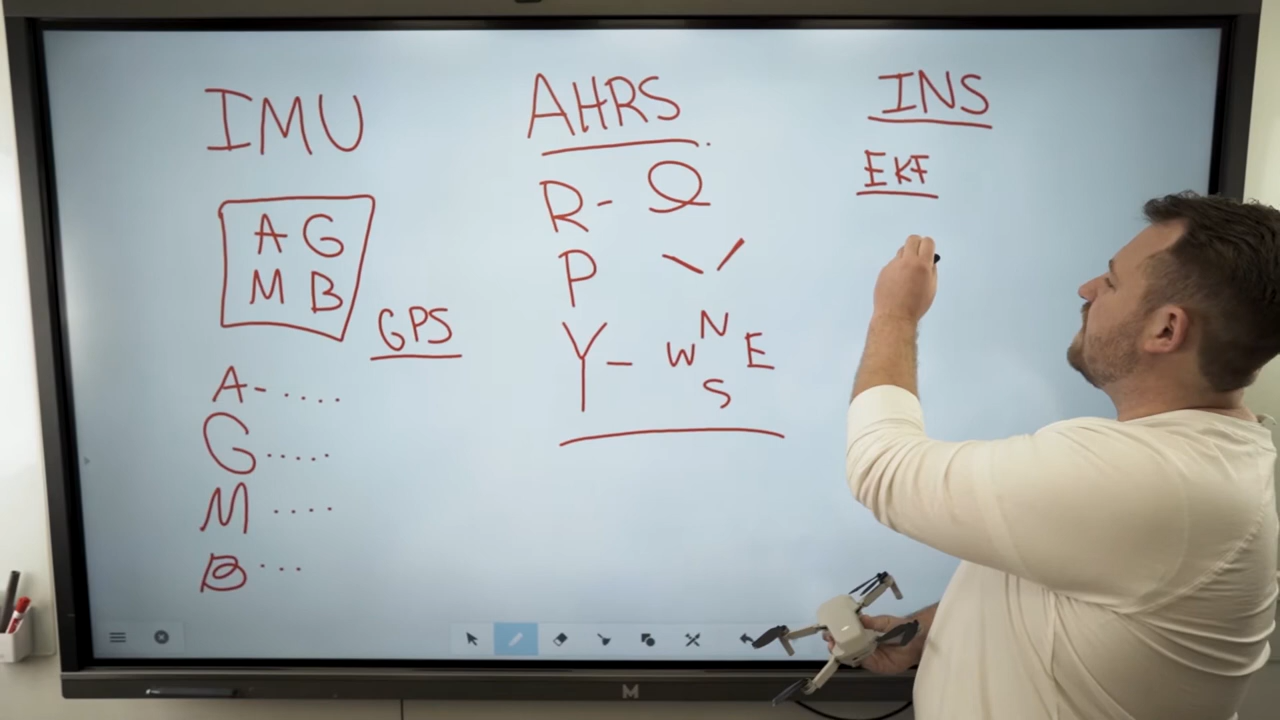 IMU
A G
M B
GPS
A- ....
G.....
M ....
B ...
AHRS
R-
P
Y- N
W E
S
INS
EKF
M